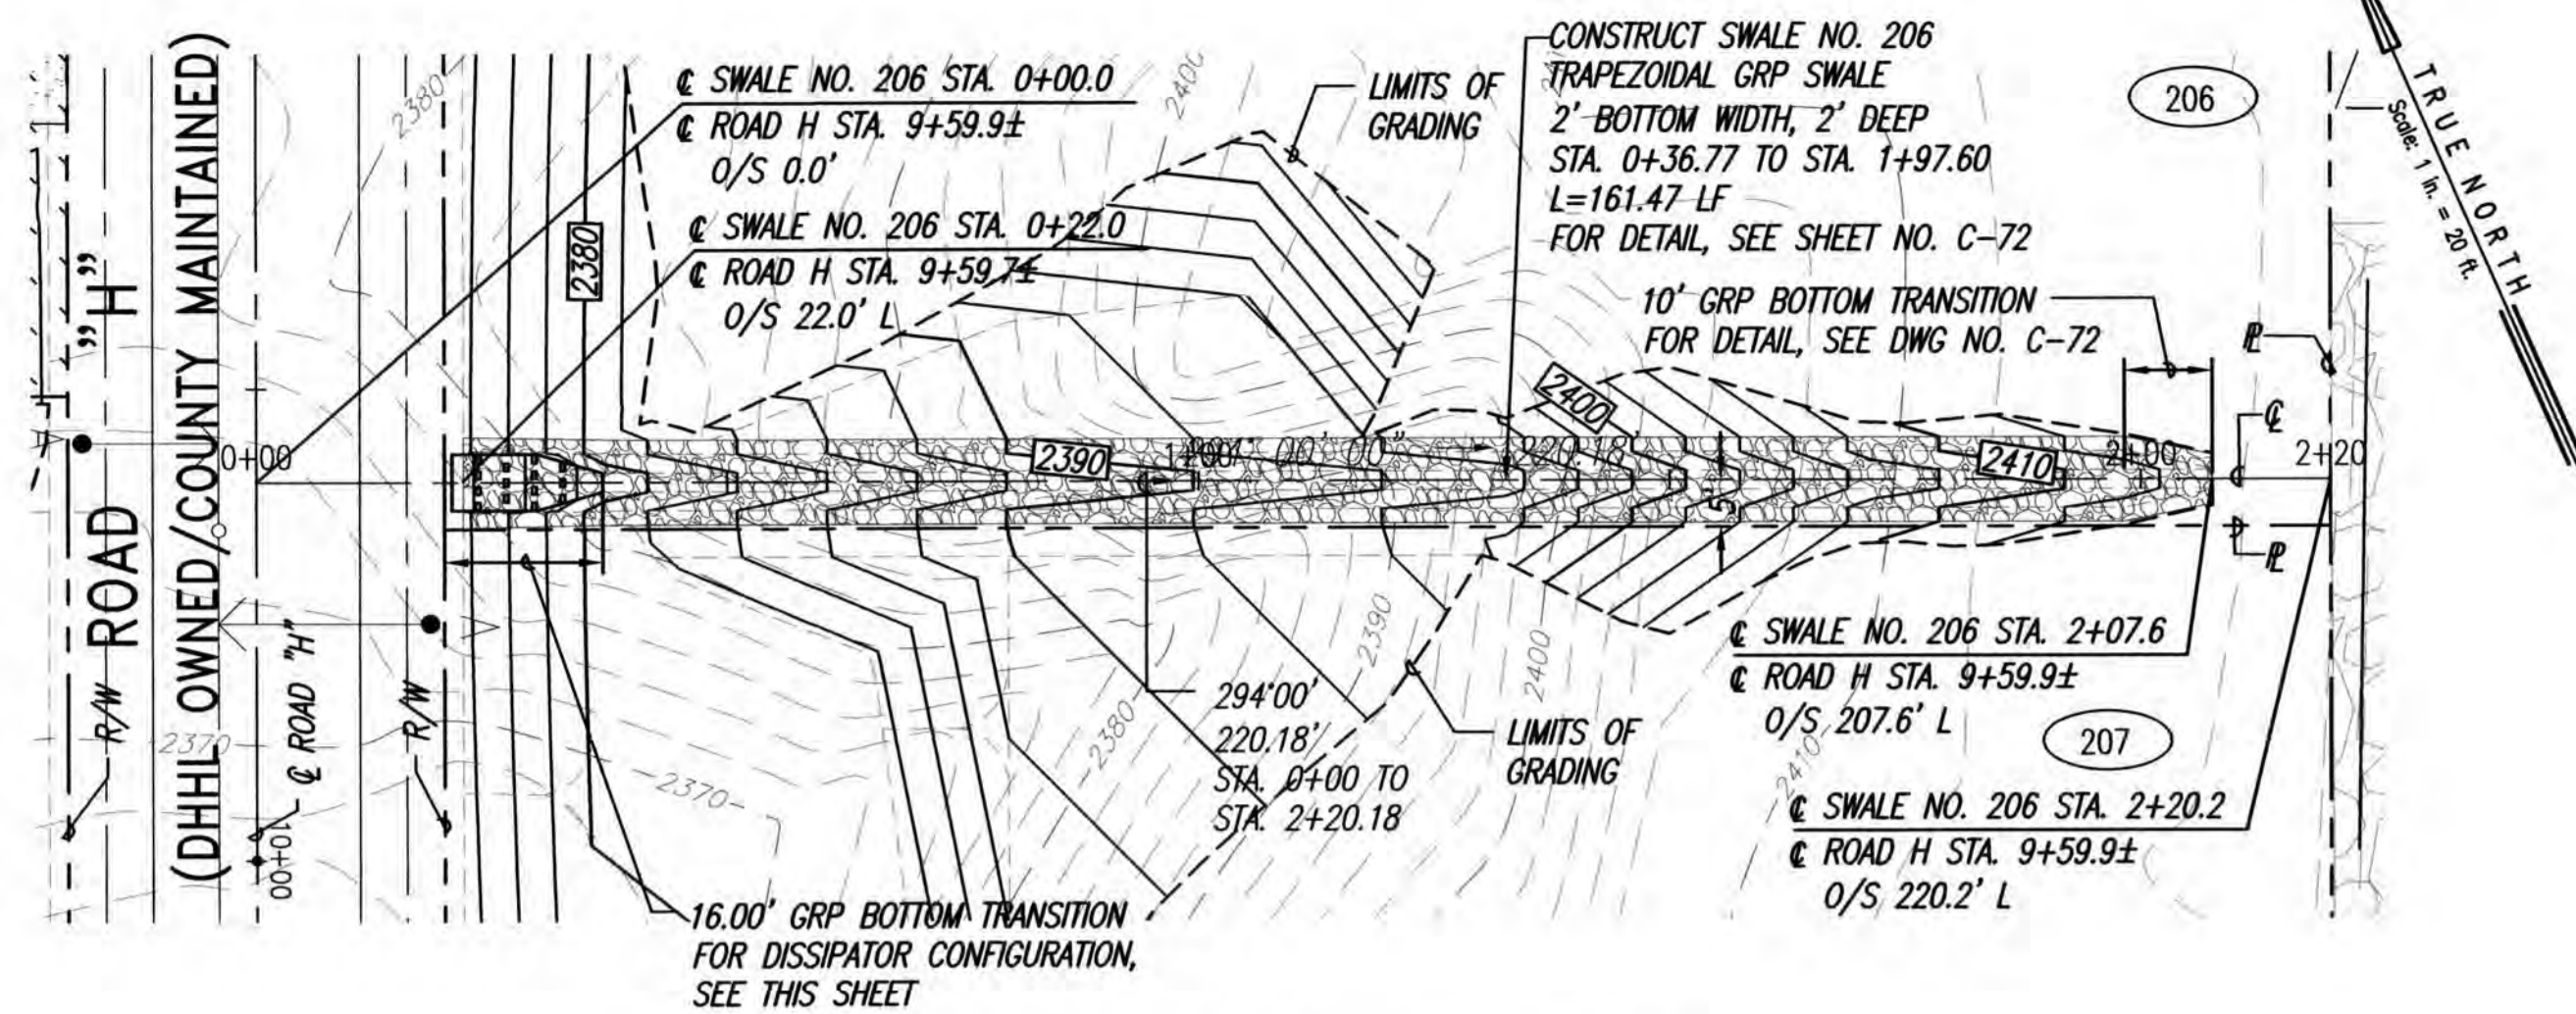 ℄ SWALE NO. 206 STA. 0+00.0
℄ ROAD H STA. 9+59.9±
O/S 0.0'
℄ SWALE NO. 206 STA. 0+22.0
℄ ROAD H STA. 9+59.7±
O/S 22.0' L
LIMITS OF
GRADING
CONSTRUCT SWALE NO. 206
TRAPEZOIDAL GRP SWALE
2' BOTTOM WIDTH, 2' DEEP
STA. 0+36.77 TO STA. 1+97.60
L=161.47 LF
FOR DETAIL, SEE SHEET NO. C-72
10' GRP BOTTOM TRANSITION
FOR DETAIL, SEE DWG NO. C-72
206
TRUE NORTH
Scale: 1 in. = 20 ft.
ROAD "H"
(DHHL OWNED/COUNTY MAINTAINED)
2380
2380
2400
2400
2390
2410
0+00
220.18'
2+00
2+20
5'
℄
℄
R/W
℄ ROAD "H"
R/W
10+00
2370
2370
2380
2390
2400
2410
294°00'
220.18'
STA. 0+00 TO
STA. 2+20.18
LIMITS OF
GRADING
℄ SWALE NO. 206 STA. 2+07.6
℄ ROAD H STA. 9+59.9±
O/S 207.6' L
207
℄ SWALE NO. 206 STA. 2+20.2
℄ ROAD H STA. 9+59.9±
O/S 220.2' L
16.00' GRP BOTTOM TRANSITION
FOR DISSIPATOR CONFIGURATION,
SEE THIS SHEET